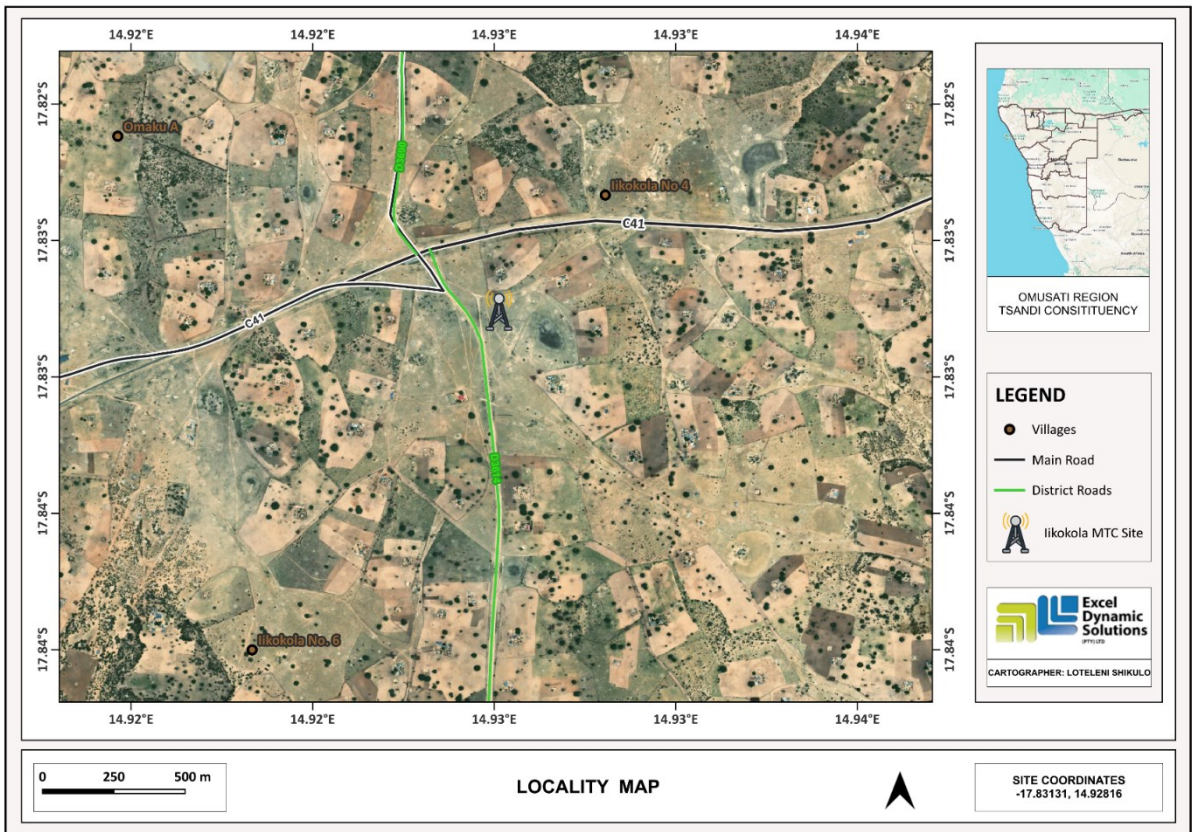 14.92°E 14.92°E 14.93°E 14.93°E 14.94°E
17.82°S 17.82°S
17.83°S 17.83°S
17.83°S 17.83°S
17.84°S 17.84°S
17.84°S 17.84°S
Omaku A
Iikokola No 4
C41
C41
Iikokola No. 6
14.92°E 14.92°E 14.93°E 14.93°E 14.94°E
OMUSATI REGION
TSANDI CONSITITUENCY
LEGEND
Villages
Main Road
District Roads
Iikokola MTC Site
Excel
Dynamic
Solutions
(PTY) LTD
CARTOGRAPHER: LOTELENI SHIKULO
0 250 500 m
LOCALITY MAP
SITE COORDINATES
-17.83131, 14.92816